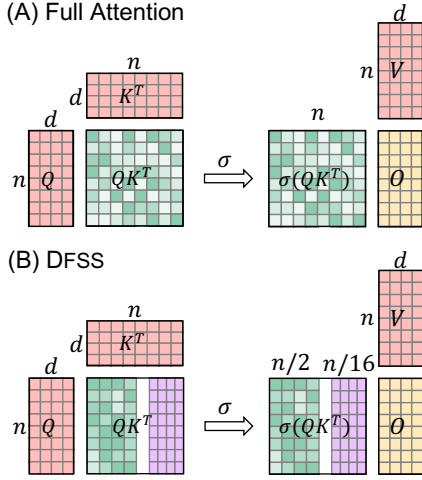 (A) Full Attention
d
n
n
V
d
K^T
d
n
n
Q
QK^T
σ
σ(QK^T)
O
(B) DFSS
d
n
n
V
d
K^T
d
n/2
n/16
n
Q
QK^T
σ
σ(QK^T)
O